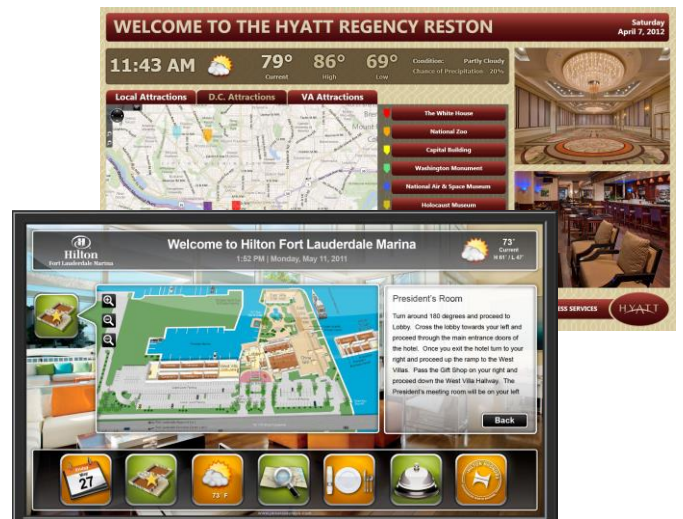 WELCOME TO THE HYATT REGENCY RESTON
Saturday
April 7, 2012
11:43 AM
79°
Current
86°
High
69°
Low
Condition: Partly Cloudy
Chance of Precipitation 20%
Local Attractions
D.C. Attractions
VA Attractions
The White House
National Zoo
Capital Building
Washington Monument
National Air & Space Museum
Holocaust Museum
ESS SERVICES
HYATT
Hilton
Fort Lauderdale Marina
Welcome to Hilton Fort Lauderdale Marina
1:52 PM | Monday, May 11, 2011
73°
Current
H 81° / L 47°
President's Room
Turn around 180 degrees and proceed to
Lobby. Cross the lobby towards your left and
proceed through the main entrance doors of
the hotel. Once you exit the hotel turn to your
right and proceed up the ramp to the West
Villas. Pass the Gift Shop on your right and
proceed down the West Villa Hallway. The
President's meeting room will be on your left
Back
Friday
May
27
73° F